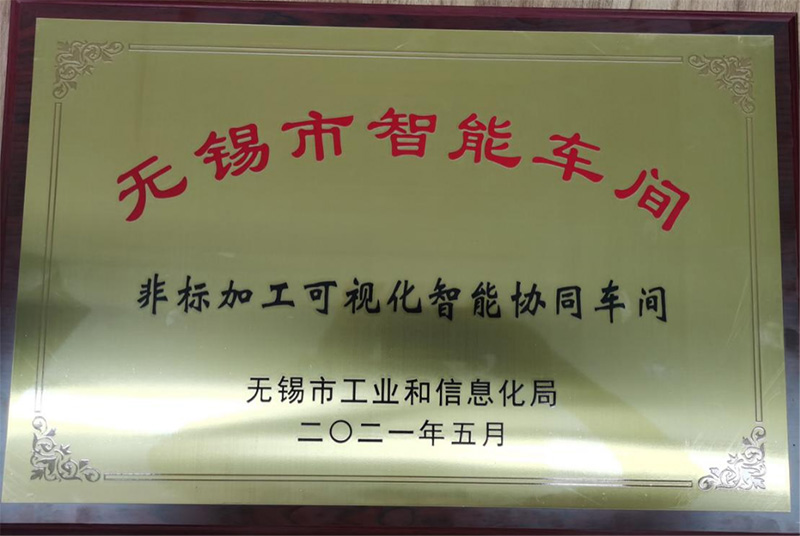 无锡市智能车间
非标加工可视化智能协同车间
无锡市工业和信息化局
二〇二一年五月